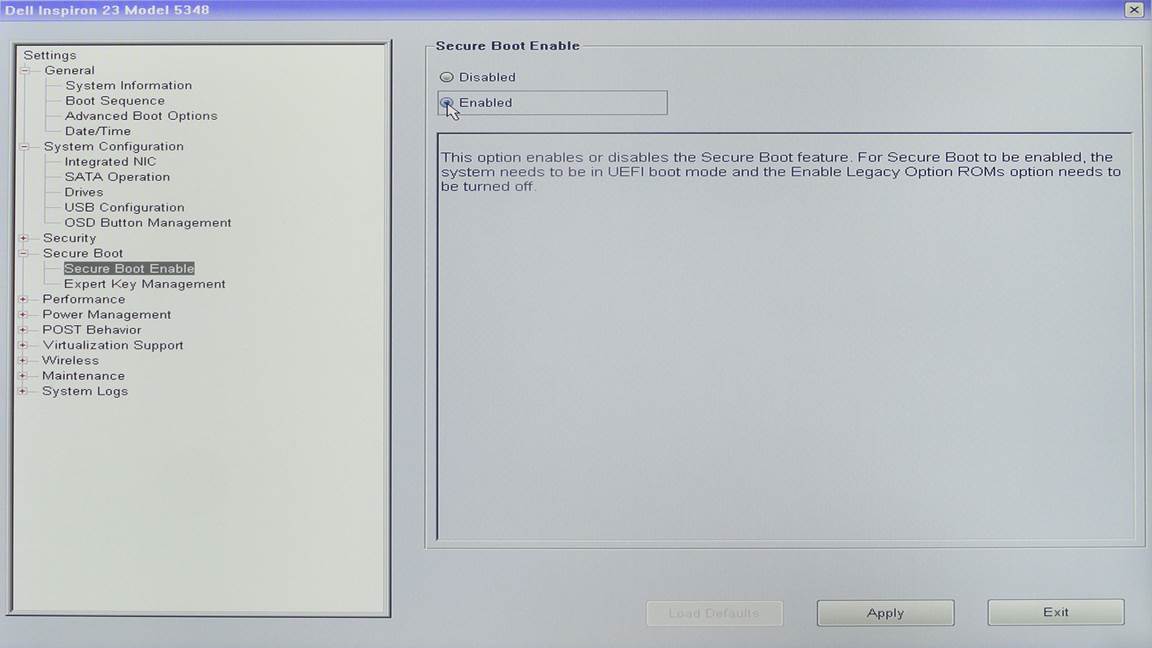 Dell Inspiron 23 Model 5348
Settings
General
System Information
Boot Sequence
Advanced Boot Options
Date/Time
System Configuration
Integrated NIC
SATA Operation
Drives
USB Configuration
OSD Button Management
Security
Secure Boot
Secure Boot Enable
Expert Key Management
Performance
Power Management
POST Behavior
Virtualization Support
Wireless
Maintenance
System Logs
Secure Boot Enable
Disabled
Enabled
This option enables or disables the Secure Boot feature. For Secure Boot to be enabled, the
system needs to be in UEFI boot mode and the Enable Legacy Option ROMs option needs to
be turned off.
Load Defaults
Apply
Exit